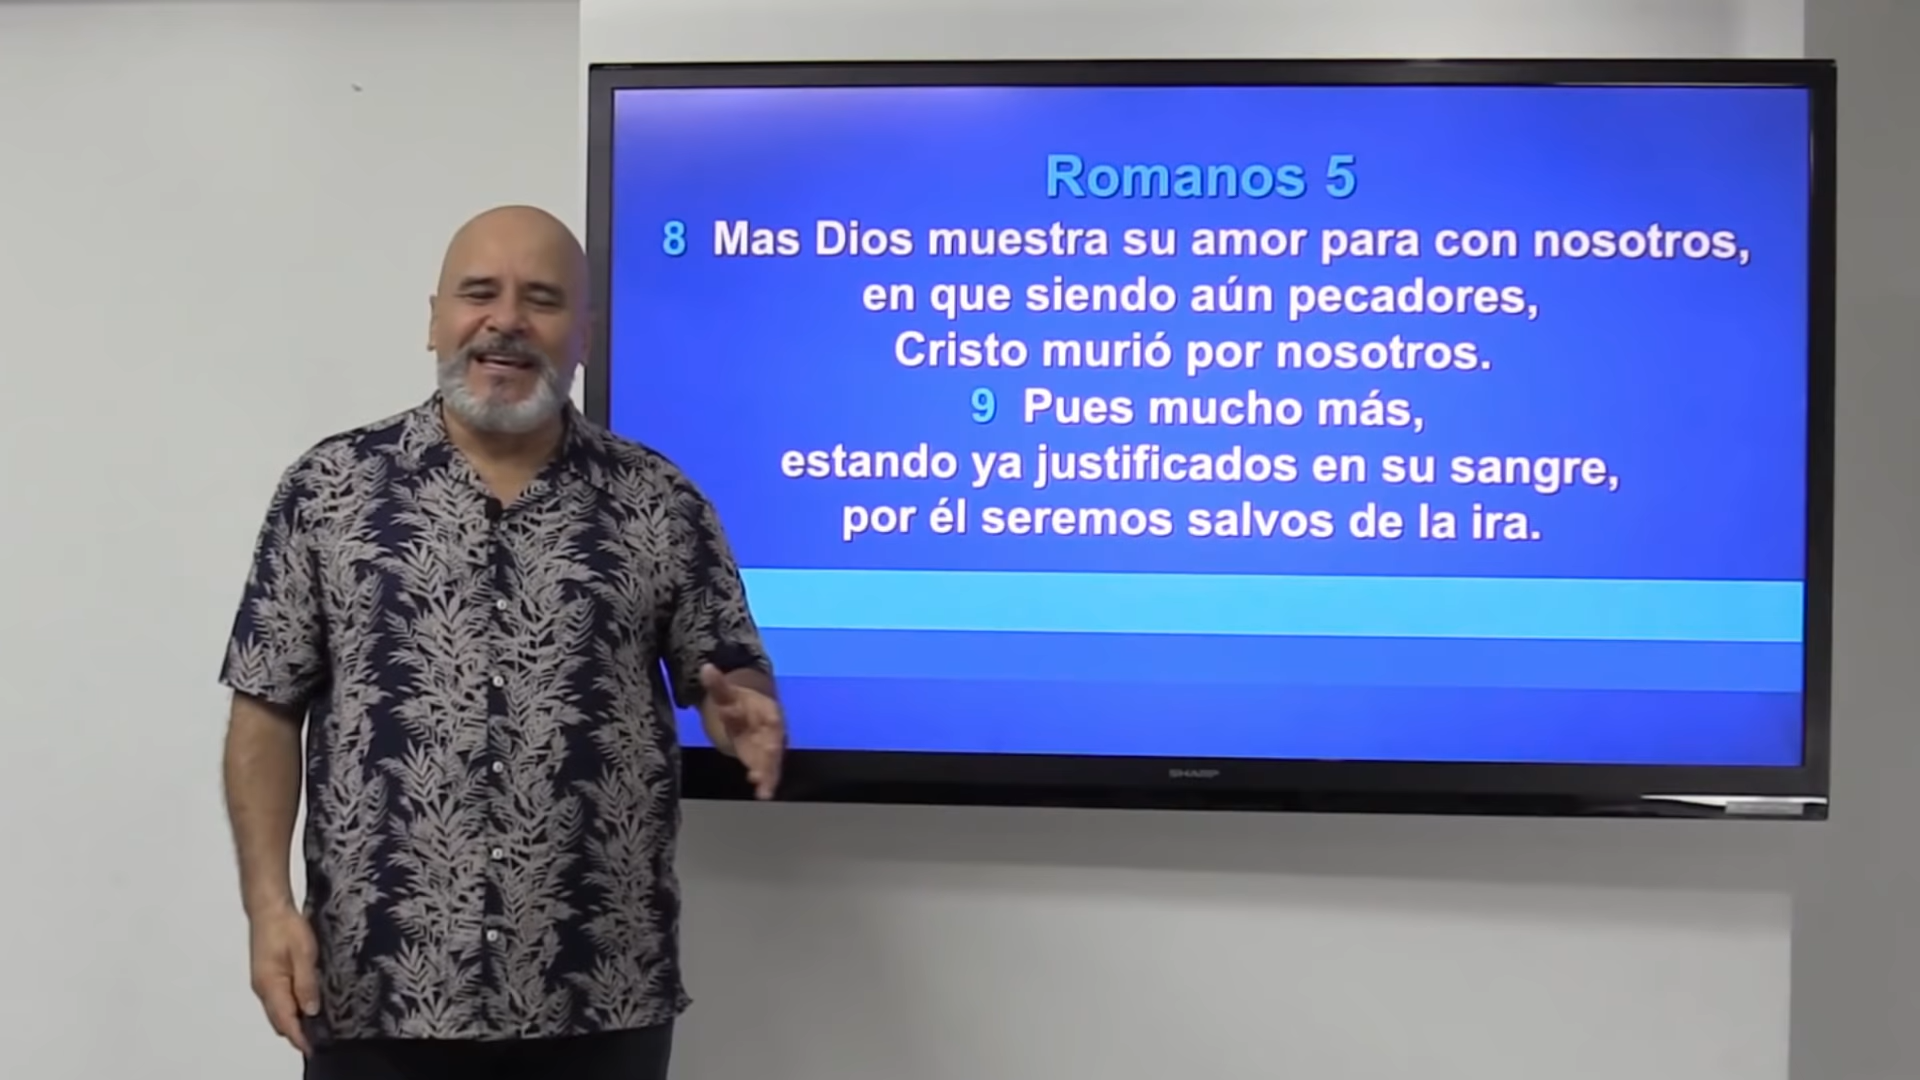 Romanos 5
8 Mas Dios muestra su amor para con nosotros,
en que siendo aún pecadores,
Cristo murió por nosotros.
9 Pues mucho más,
estando ya justificados en su sangre,
por él seremos salvos de la ira.
SHARP